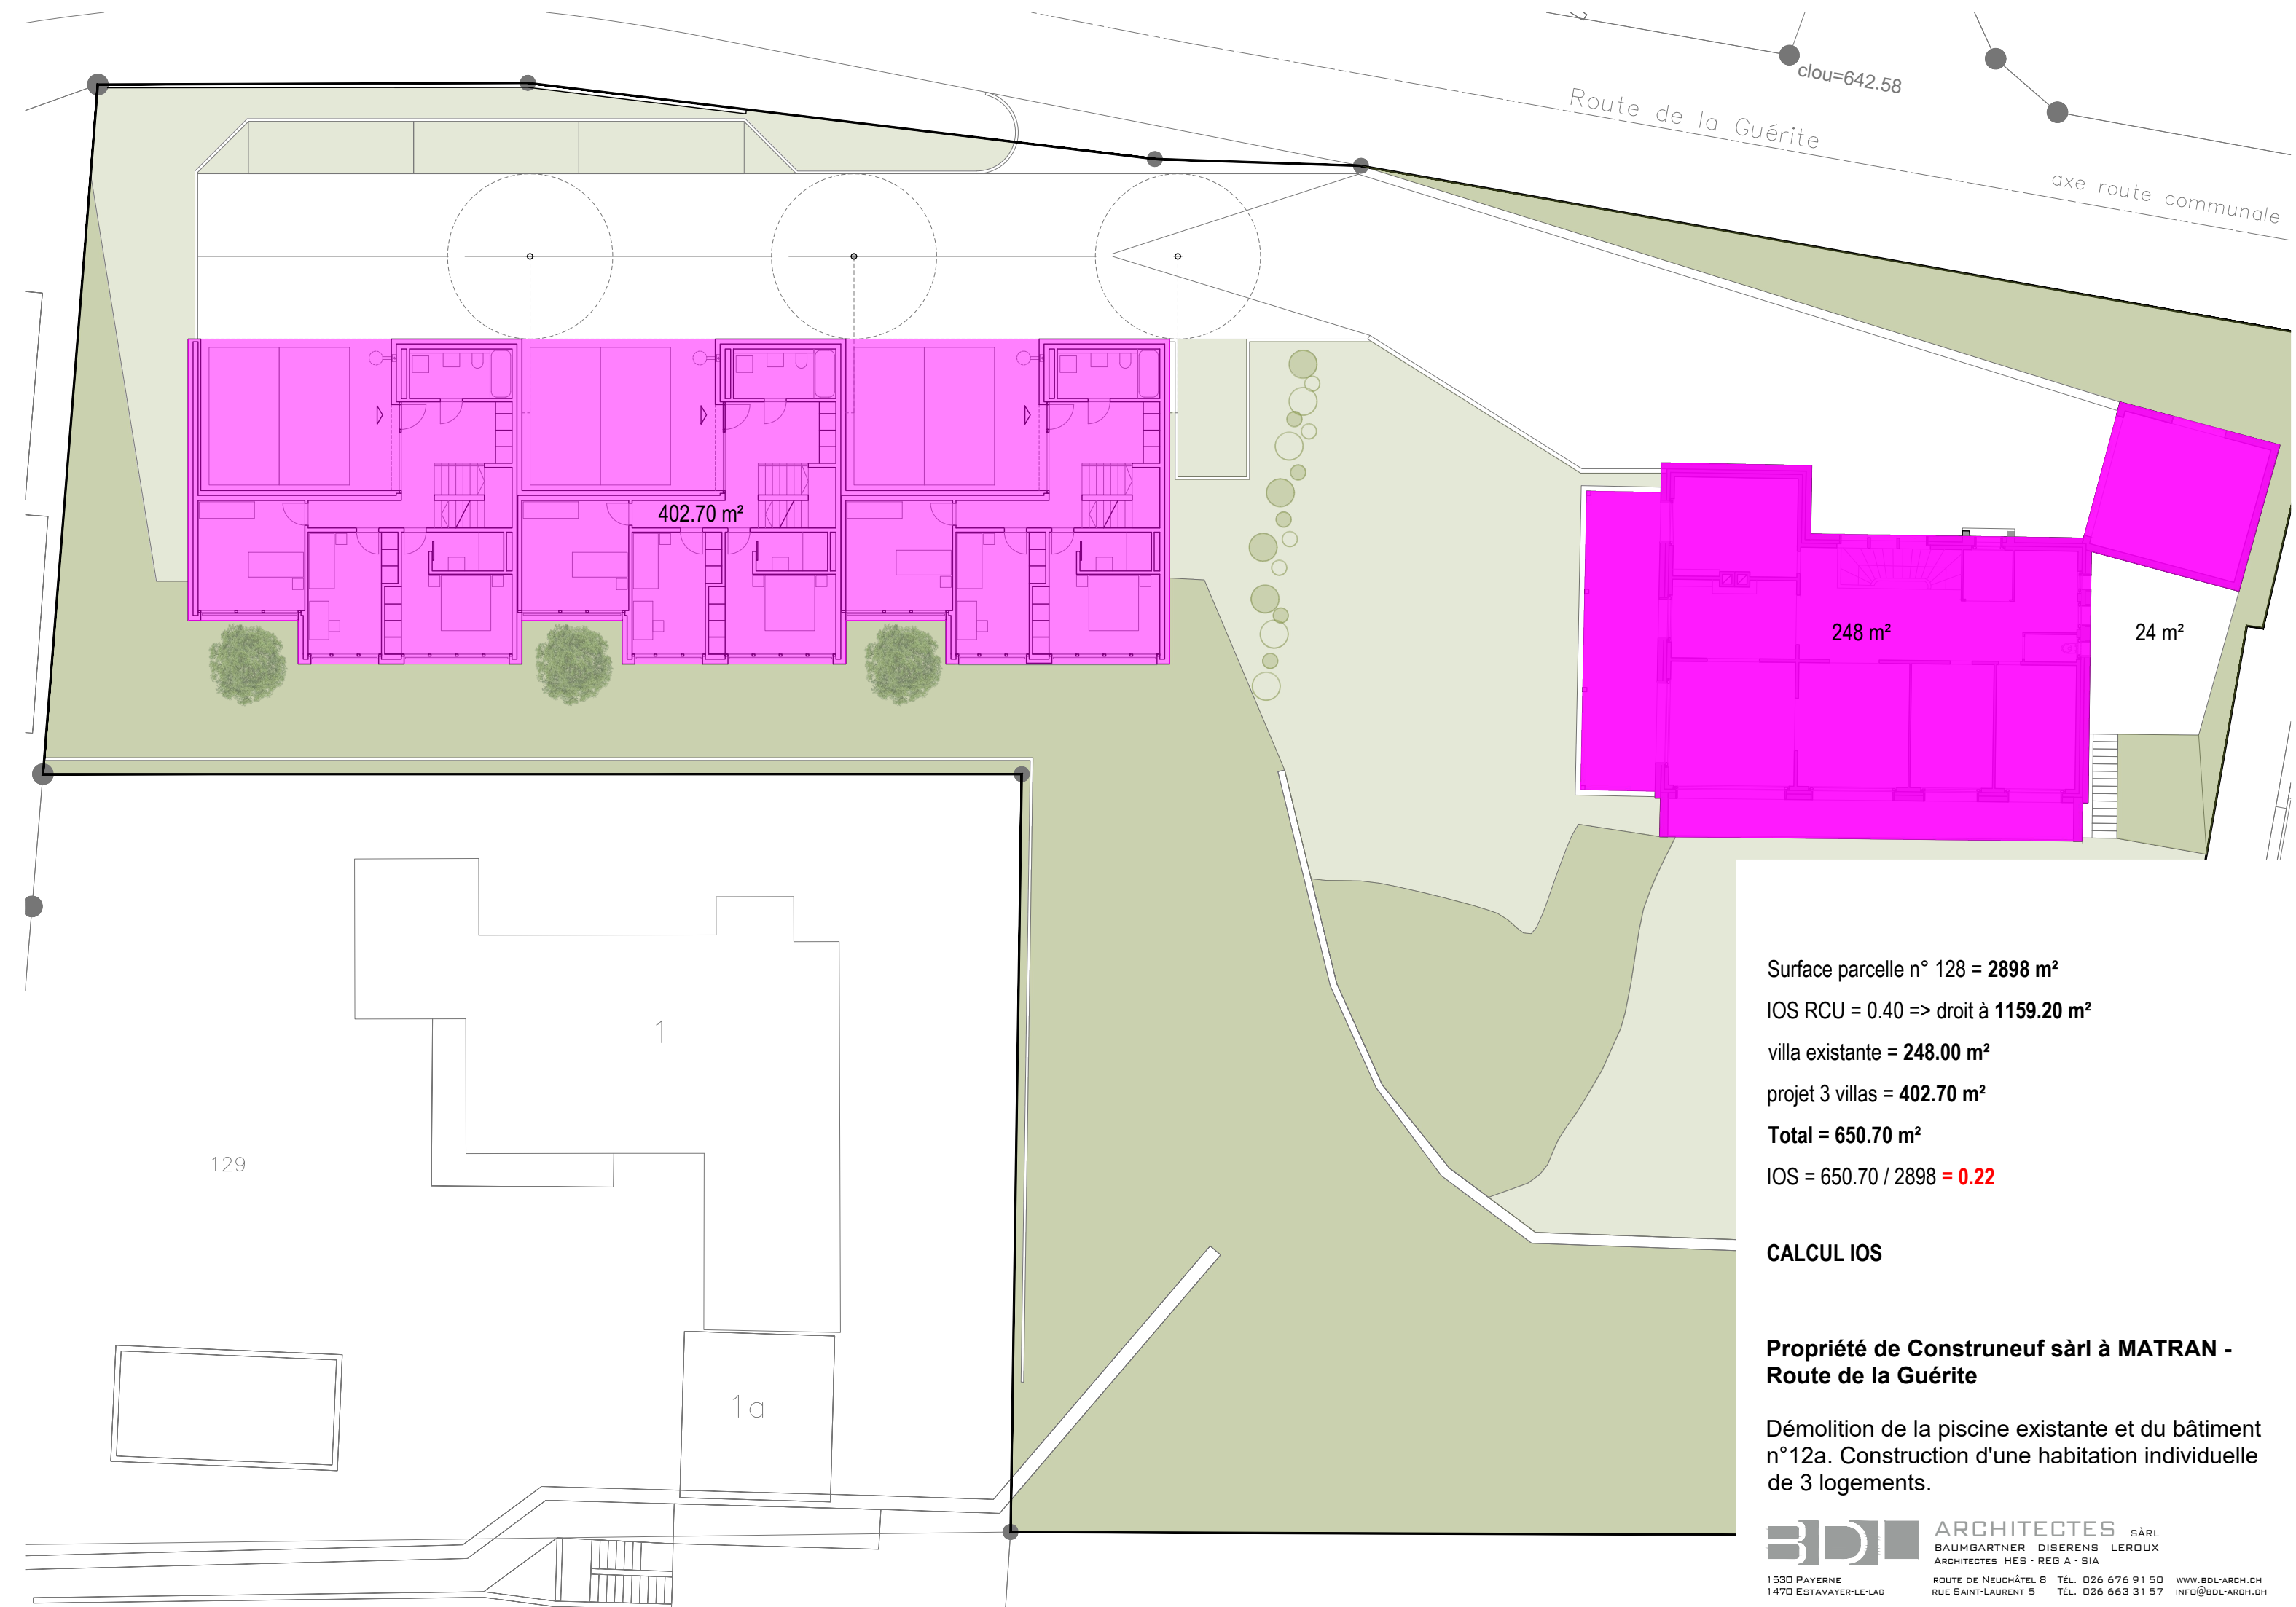 clou=642.58
Route de la Guérite
axe route communale
402.70 m²
248 m²
24 m²
1
129
1a
Surface parcelle n° 128 = 2898 m²
IOS RCU = 0.40 => droit à 1159.20 m²
villa existante = 248.00 m²
projet 3 villas = 402.70 m²
Total = 650.70 m²
IOS = 650.70 / 2898 = 0.22
CALCUL IOS
Propriété de Construneuf sàrl à MATRAN -
Route de la Guérite
Démolition de la piscine existante et du bâtiment
n°12a. Construction d'une habitation individuelle
de 3 logements.
BDL
ARCHITECTES SÀRL
BAUMGARTNER DISERENS LEROUX
ARCHITECTES HES - REG A - SIA
1530 PAYERNE ROUTE DE NEUCHÂTEL 8 TÉL. 026 676 91 50 WWW.BDL-ARCH.CH
1470 ESTAVAYER-LE-LAC RUE SAINT-LAURENT 5 TÉL. 026 663 31 57 INFO@BDL-ARCH.CH